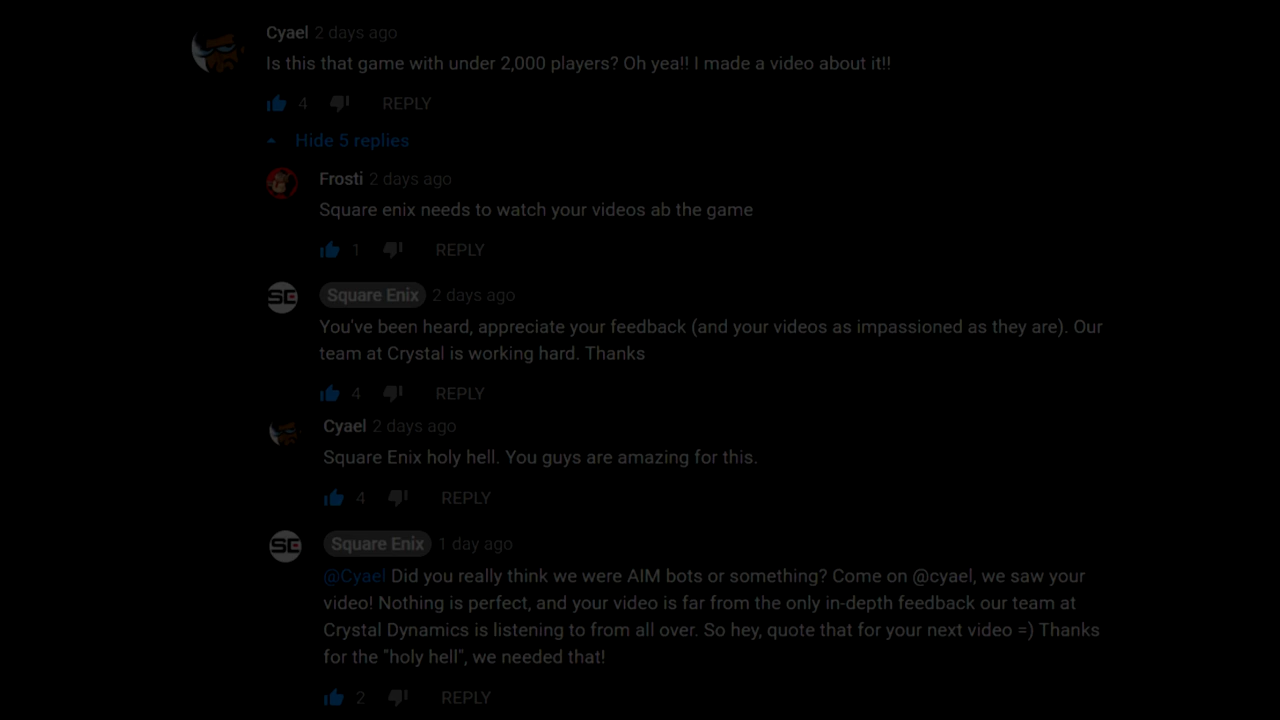 Cyael 2 days ago
Is this that game with under 2,000 players? Oh yea!! I made a video about it!!
4 REPLY
Hide 5 replies
Frosti 2 days ago
Square enix needs to watch your videos ab the game
1 REPLY
SE Square Enix 2 days ago
You've been heard, appreciate your feedback (and your videos as impassioned as they are). Our
team at Crystal is working hard. Thanks
4 REPLY
Cyael 2 days ago
Square Enix holy hell. You guys are amazing for this.
4 REPLY
SE Square Enix 1 day ago
@Cyael Did you really think we were AIM bots or something? Come on @cyael, we saw your
video! Nothing is perfect, and your video is far from the only in-depth feedback our team at
Crystal Dynamics is listening to from all over. So hey, quote that for your next video =) Thanks
for the "holy hell", we needed that!
2 REPLY